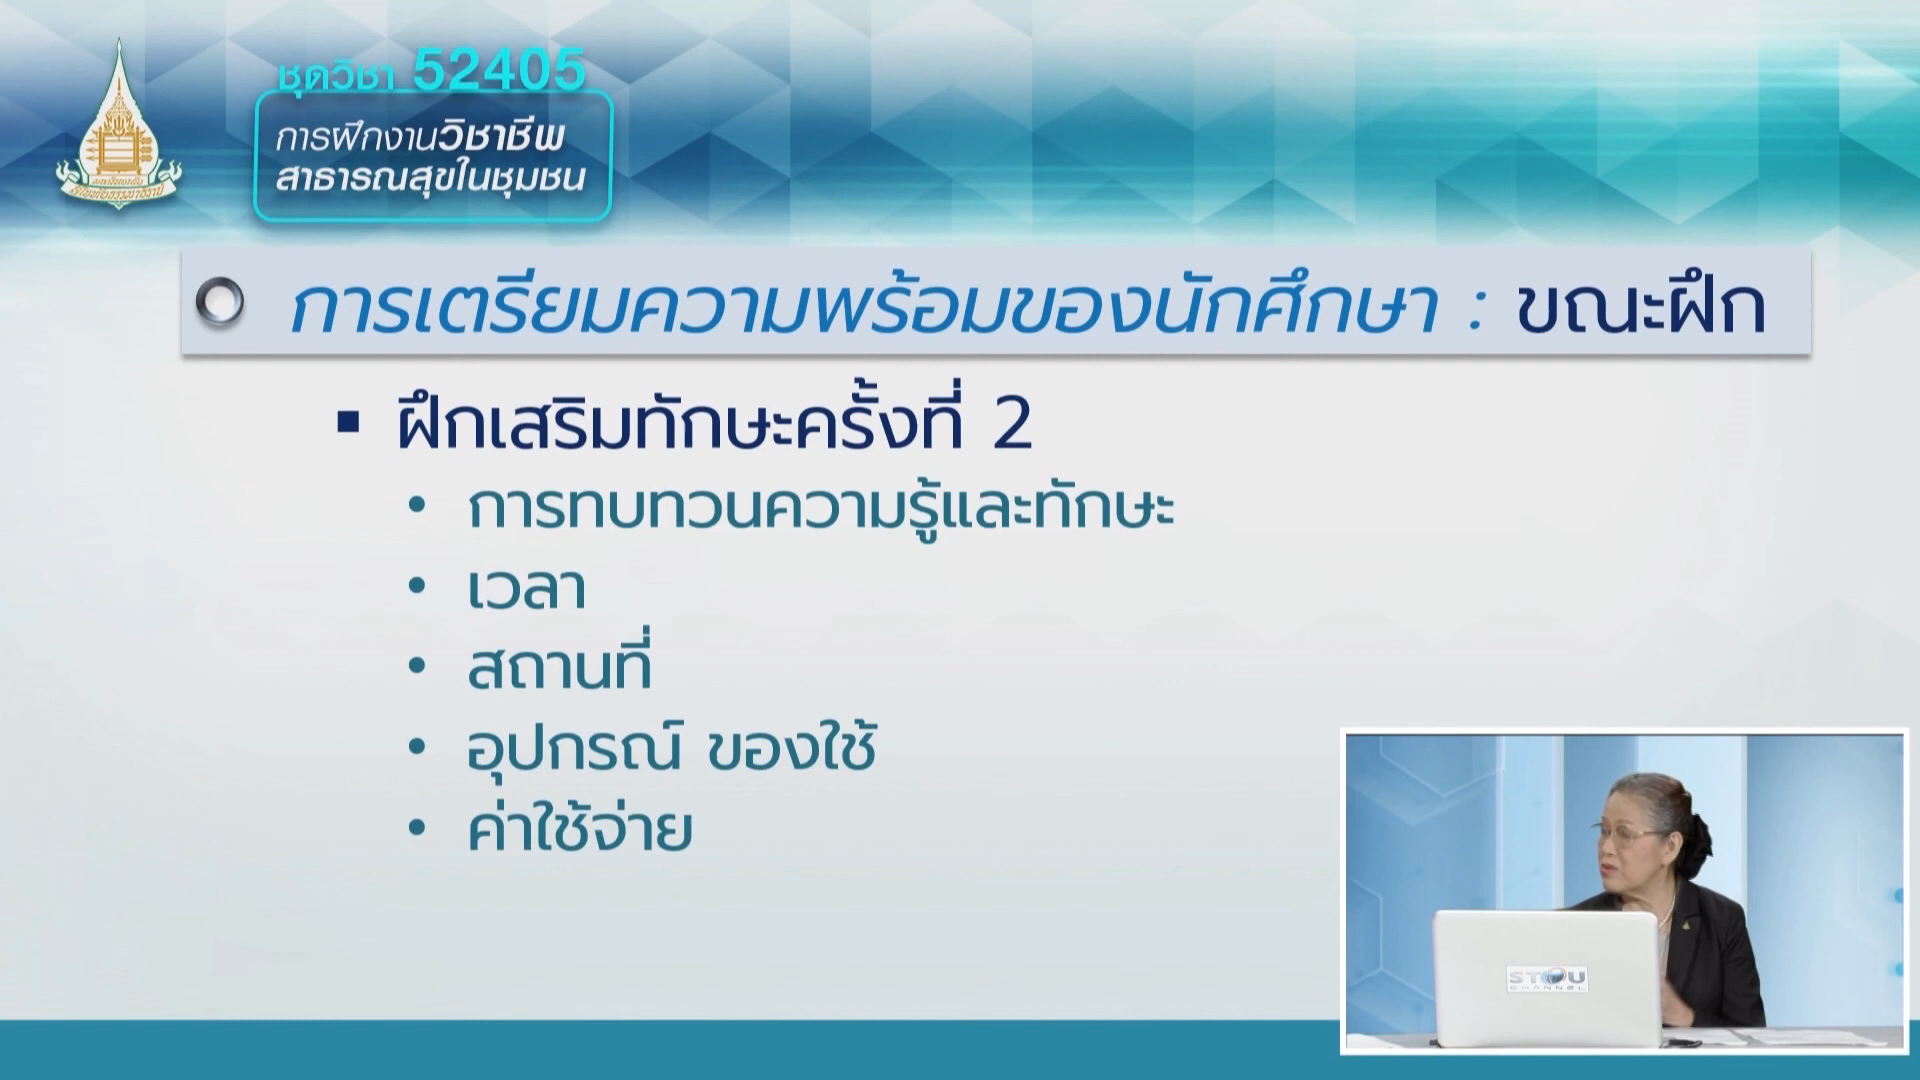 ชุดวิชา 52405
การฝึกงานวิชาชีพ
สาธารณสุขในชุมชน
การเตรียมความพร้อมของนักศึกษา : ขณะฝึก
▪ ฝึกเสริมทักษะครั้งที่ 2
• การทบทวนความรู้และทักษะ
• เวลา
• สถานที่
• อุปกรณ์ ของใช้
• ค่าใช้จ่าย
STOU
CHANNEL